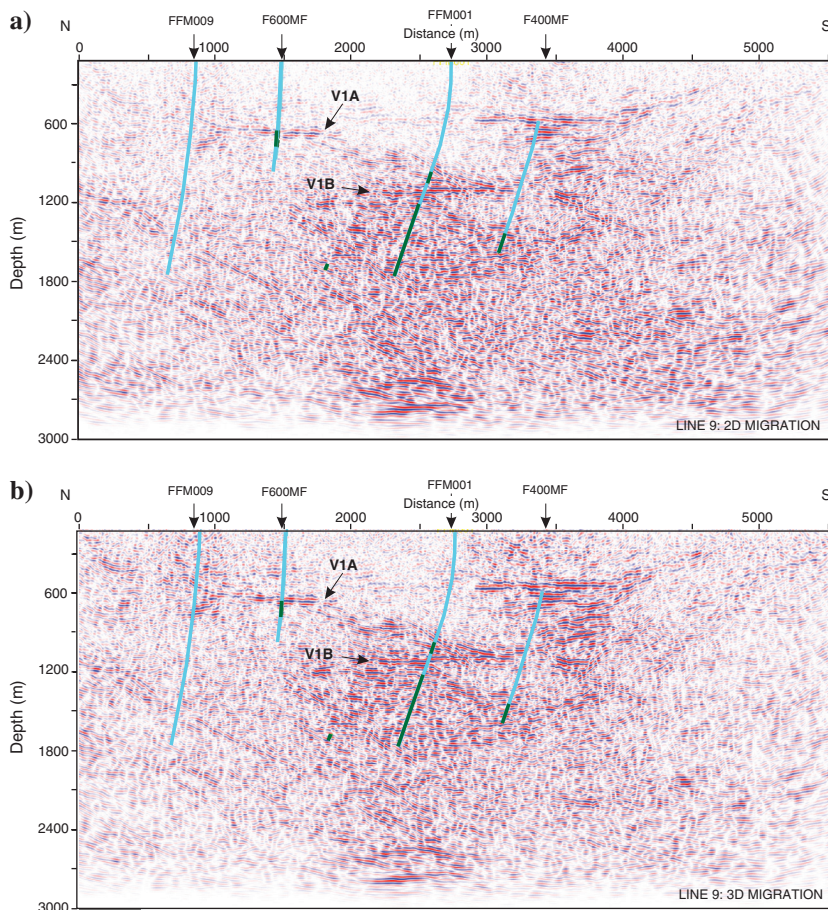 a)
N
FFM009
F600MF
FFM001
F400MF
S
Distance (m)
0
1000
2000
3000
4000
5000
V1A
V1B
Depth (m)
600
1200
1800
2400
3000
LINE 9: 2D MIGRATION
b)
N
FFM009
F600MF
FFM001
F400MF
S
Distance (m)
0
1000
2000
3000
4000
5000
V1A
V1B
Depth (m)
600
1200
1800
2400
3000
LINE 9: 3D MIGRATION